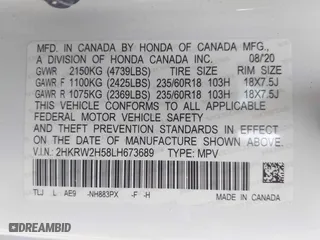 MFD. IN CANADA BY HONDA OF CANADA MFG.,
A DIVISION OF HONDA CANADA INC. 08/20
GVWR 2150KG (4739LBS) TIRE SIZE RIM SIZE
GAWR F 1100KG (2425LBS) 235/60R18 103H 18X7.5J
GAWR R 1075KG (2369LBS) 235/60R18 103H 18X7.5J
THIS VEHICLE CONFORMS TO ALL APPLICABLE
FEDERAL MOTOR VEHICLE SAFETY STANDARDS
IN EFFECT ON THE DATE OF MANUFACTURE
SHOWN ABOVE.
V.I.N.: 2HKRW2H58LH673689 TYPE: MPV
TLJ L AE9 -NH883PX -F -H
MADE IN CANADA
DREAMBID